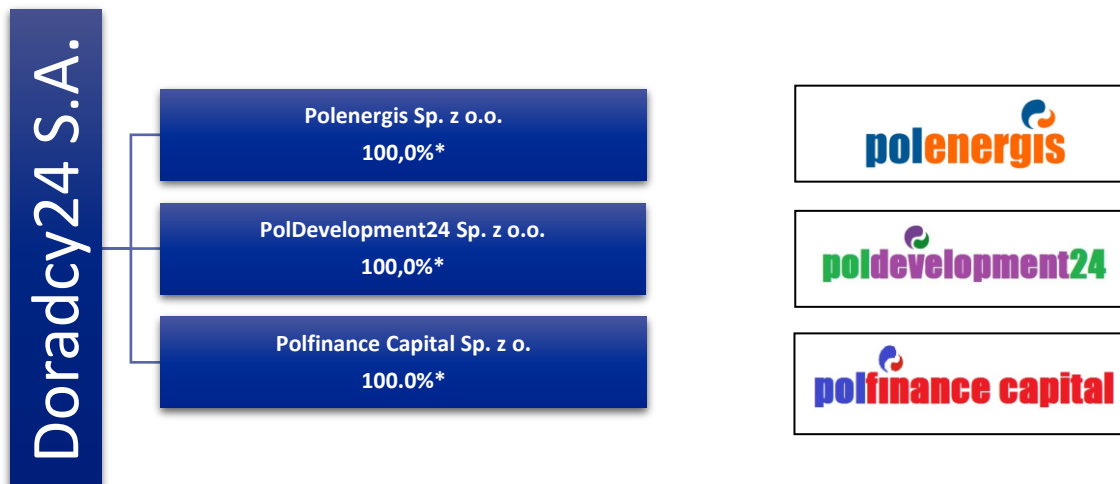 Doradcy24 S.A.
Polenergis Sp. z o.o.
100,0%*
PolDevelopment24 Sp. z o.o.
100,0%*
Polfinance Capital Sp. z o.
100.0%*
polenergis
poldevelopment24
polfinance capital